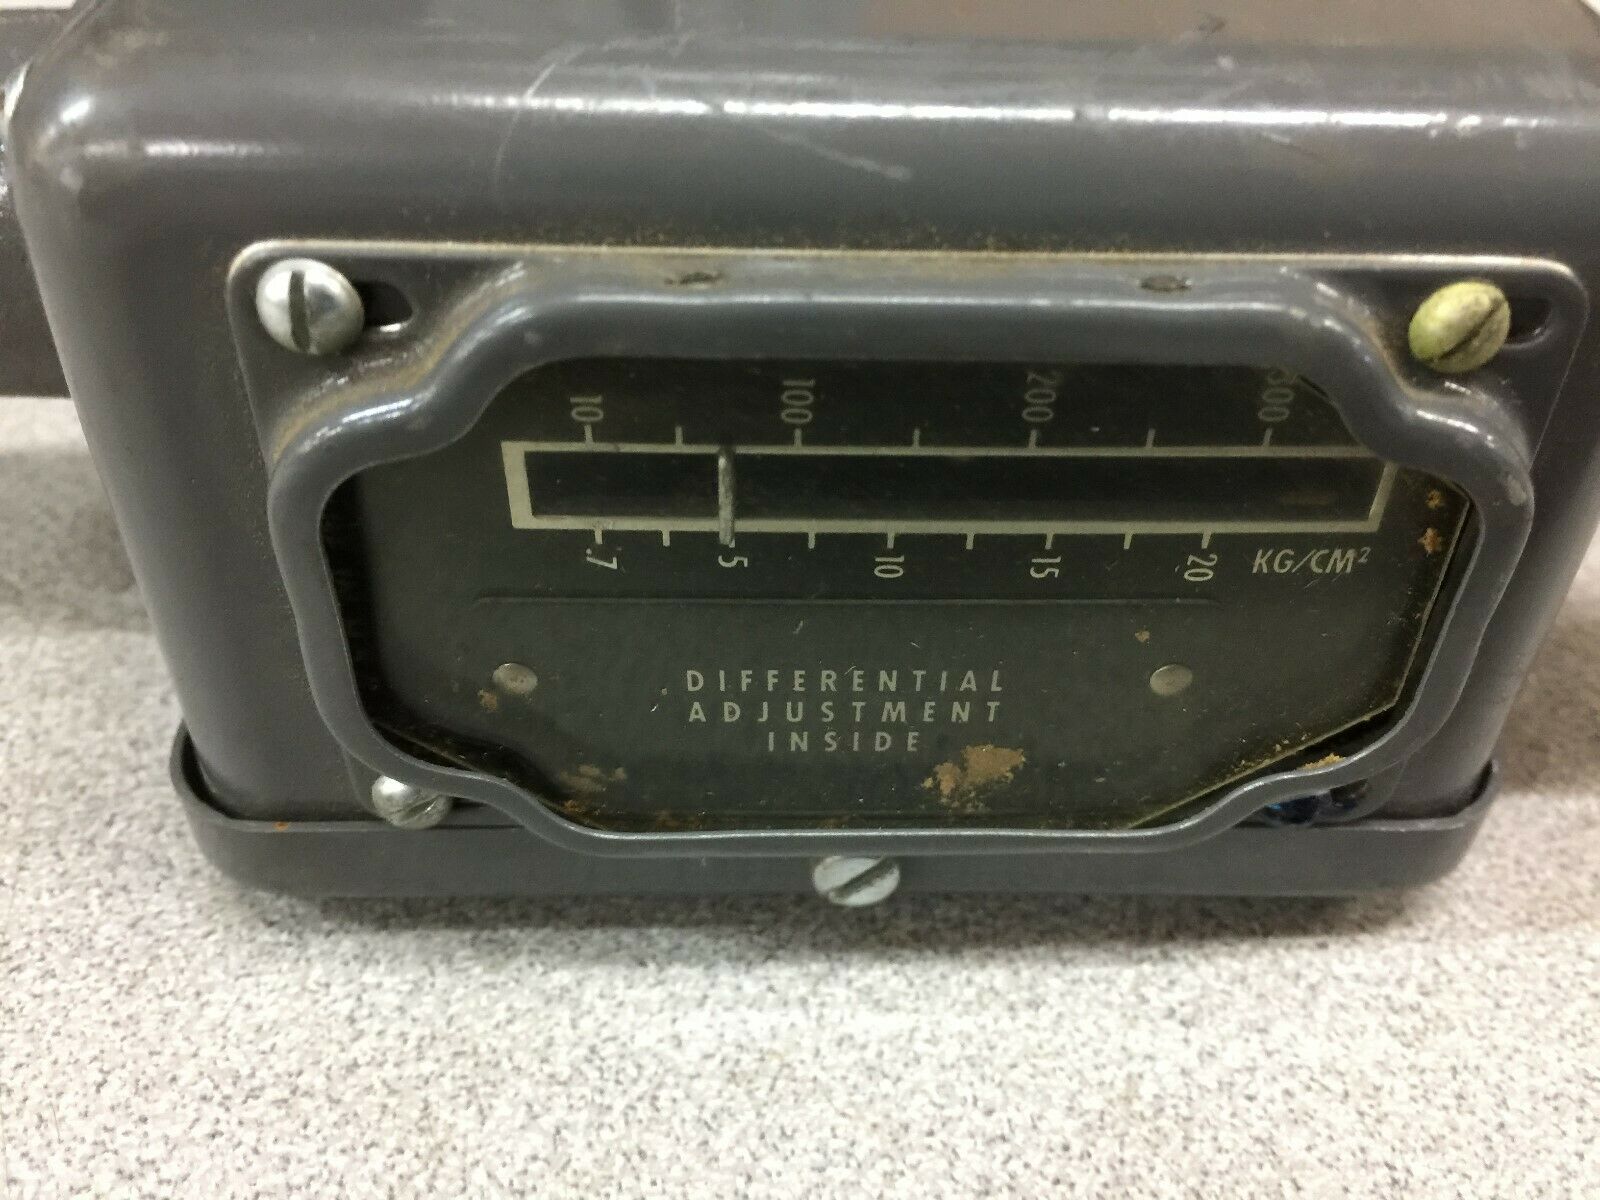 10 100 200 300
.7 5 10 15 20 KG/CM²
DIFFERENTIAL
ADJUSTMENT
INSIDE